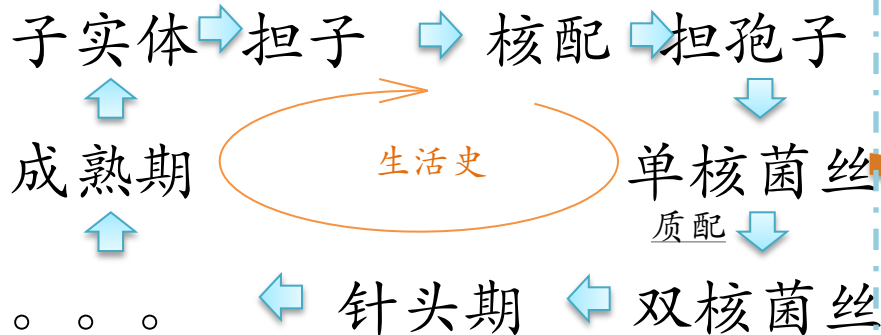 子实体 担子 核配 担孢子
成熟期 生活史 单核菌丝
质配
。。。 针头期 双核菌丝